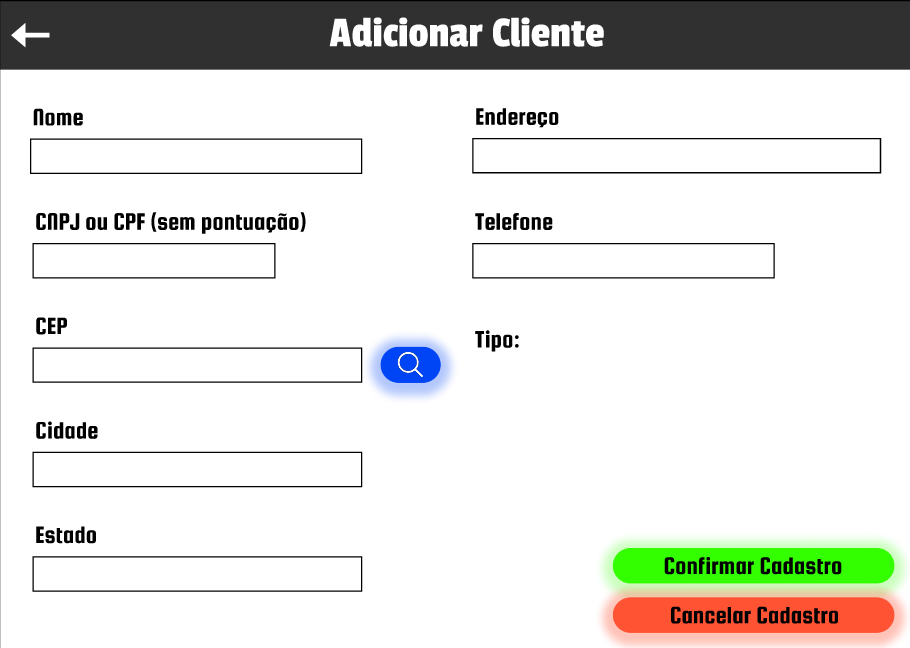 Adicionar Cliente
Nome
Endereço
CNPJ ou CPF (sem pontuação)
Telefone
CEP
Tipo:
Cidade
Estado
Confirmar Cadastro
Cancelar Cadastro